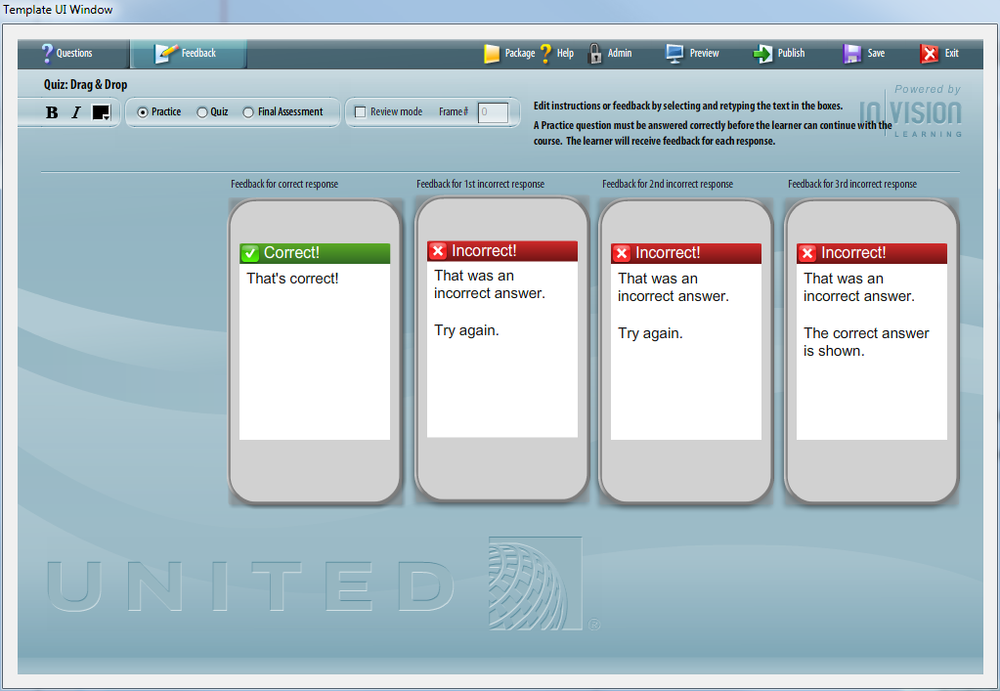 Template UI Window
Questions
Feedback
Package
Help
Admin
Preview
Publish
Save
Exit
Quiz: Drag & Drop
B I
Practice
Quiz
Final Assessment
Review mode
Frame#
0
Edit instructions or feedback by selecting and retyping the text in the boxes.
A Practice question must be answered correctly before the learner can continue with the
course. The learner will receive feedback for each response.
Powered by
INVISION
LEARNING
Feedback for correct response
Feedback for 1st incorrect response
Feedback for 2nd incorrect response
Feedback for 3rd incorrect response
Correct!
That's correct!
Incorrect!
That was an
incorrect answer.
Try again.
Incorrect!
That was an
incorrect answer.
Try again.
Incorrect!
That was an
incorrect answer.
The correct answer
is shown.
UNITED
®